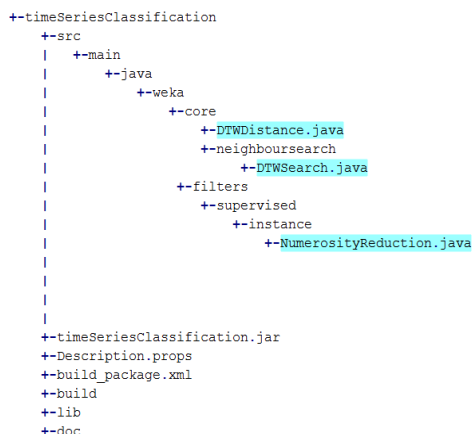 +-timeSeriesClassification
+-src
| +-main
| +-java
| +-weka
| +-core
| +-DTWDistance.java
| +-neighboursearch
| +-DTWSearch.java
| +-filters
| +-supervised
| +-instance
| +-NumerosityReduction.java
|
|
|
|
+-timeSeriesClassification.jar
+-Description.props
+-build_package.xml
+-build
+-lib
+-doc